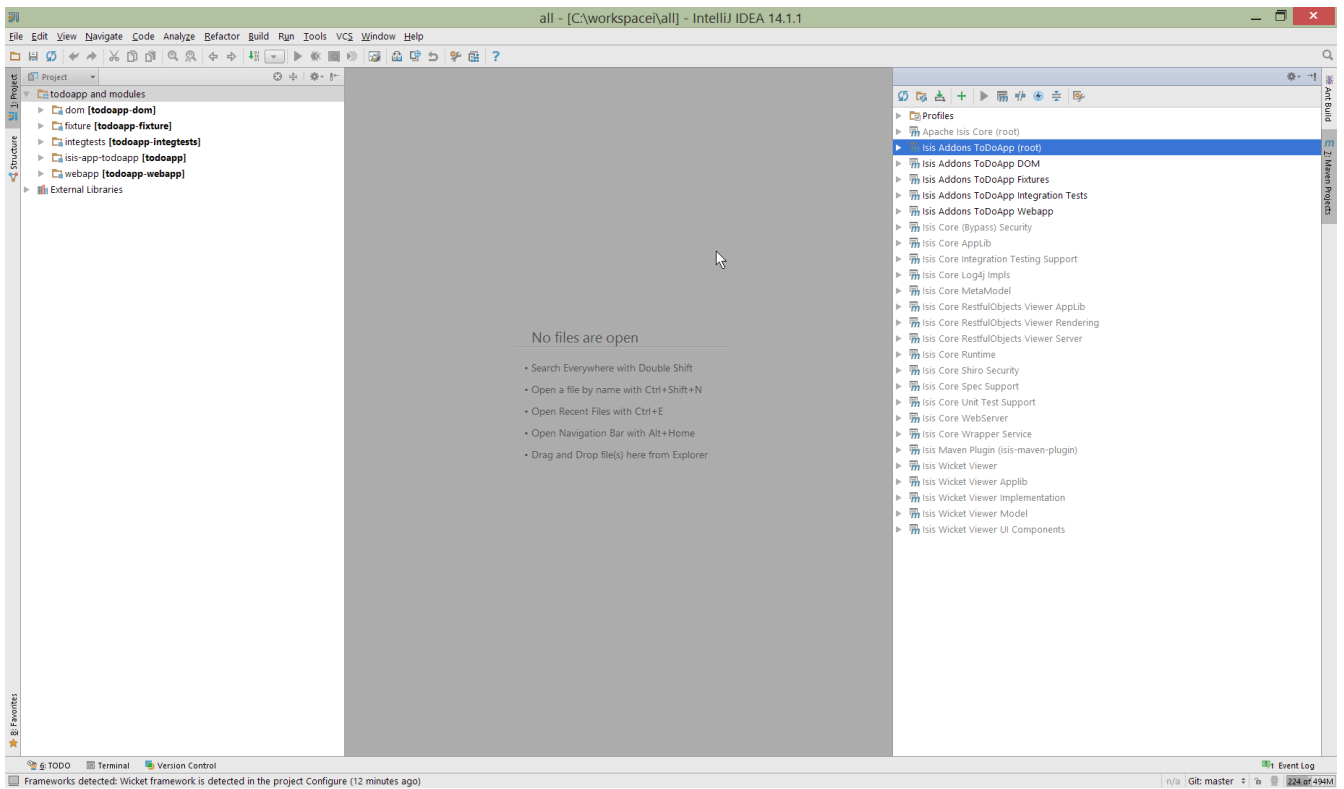 all - [C:\workspacei\all] - IntelliJ IDEA 14.1.1
File Edit View Navigate Code Analyze Refactor Build Run Tools VCS Window Help
Project
todoapp and modules
dom [todoapp-dom]
fixture [todoapp-fixture]
integtests [todoapp-integtests]
isis-app-todoapp [todoapp]
webapp [todoapp-webapp]
External Libraries
1: Project
Structure
8: Favorites
No files are open
• Search Everywhere with Double Shift
• Open a file by name with Ctrl+Shift+N
• Open Recent Files with Ctrl+E
• Open Navigation Bar with Alt+Home
• Drag and Drop file(s) here from Explorer
Profiles
Apache Isis Core (root)
Isis Addons ToDoApp (root)
Isis Addons ToDoApp DOM
Isis Addons ToDoApp Fixtures
Isis Addons ToDoApp Integration Tests
Isis Addons ToDoApp Webapp
Isis Core (Bypass) Security
Isis Core AppLib
Isis Core Integration Testing Support
Isis Core Log4j Impls
Isis Core MetaModel
Isis Core RestfulObjects Viewer AppLib
Isis Core RestfulObjects Viewer Rendering
Isis Core RestfulObjects Viewer Server
Isis Core Runtime
Isis Core Shiro Security
Isis Core Spec Support
Isis Core Unit Test Support
Isis Core WebServer
Isis Core Wrapper Service
Isis Maven Plugin (isis-maven-plugin)
Isis Wicket Viewer
Isis Wicket Viewer Applib
Isis Wicket Viewer Implementation
Isis Wicket Viewer Model
Isis Wicket Viewer UI Components
Ant Build
Maven Projects
6: TODO Terminal Version Control
1 Event Log
Frameworks detected: Wicket framework is detected in the project Configure (12 minutes ago)
n/a Git: master 224 of 494M